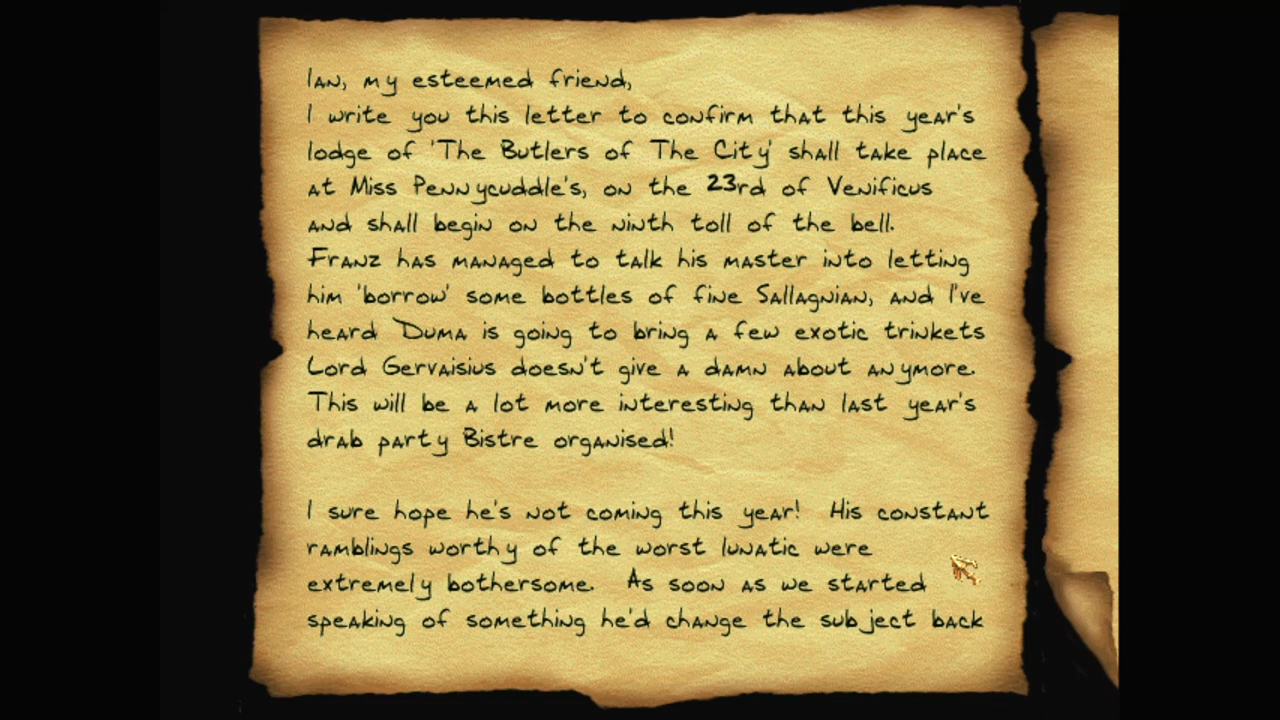 Ian, my esteemed friend,
I write you this letter to confirm that this year's
lodge of 'The Butlers of The City' shall take place
at Miss Pennycuddle's, on the 23rd of Venificus
and shall begin on the ninth toll of the bell.
Franz has managed to talk his master into letting
him 'borrow' some bottles of fine Sallagnian, and I've
heard Duma is going to bring a few exotic trinkets
Lord Gervaisius doesn't give a damn about anymore.
This will be a lot more interesting than last year's
drab party Bistre organised!
I sure hope he's not coming this year! His constant
ramblings worthy of the worst lunatic were
extremely bothersome. As soon as we started
speaking of something he'd change the subject back